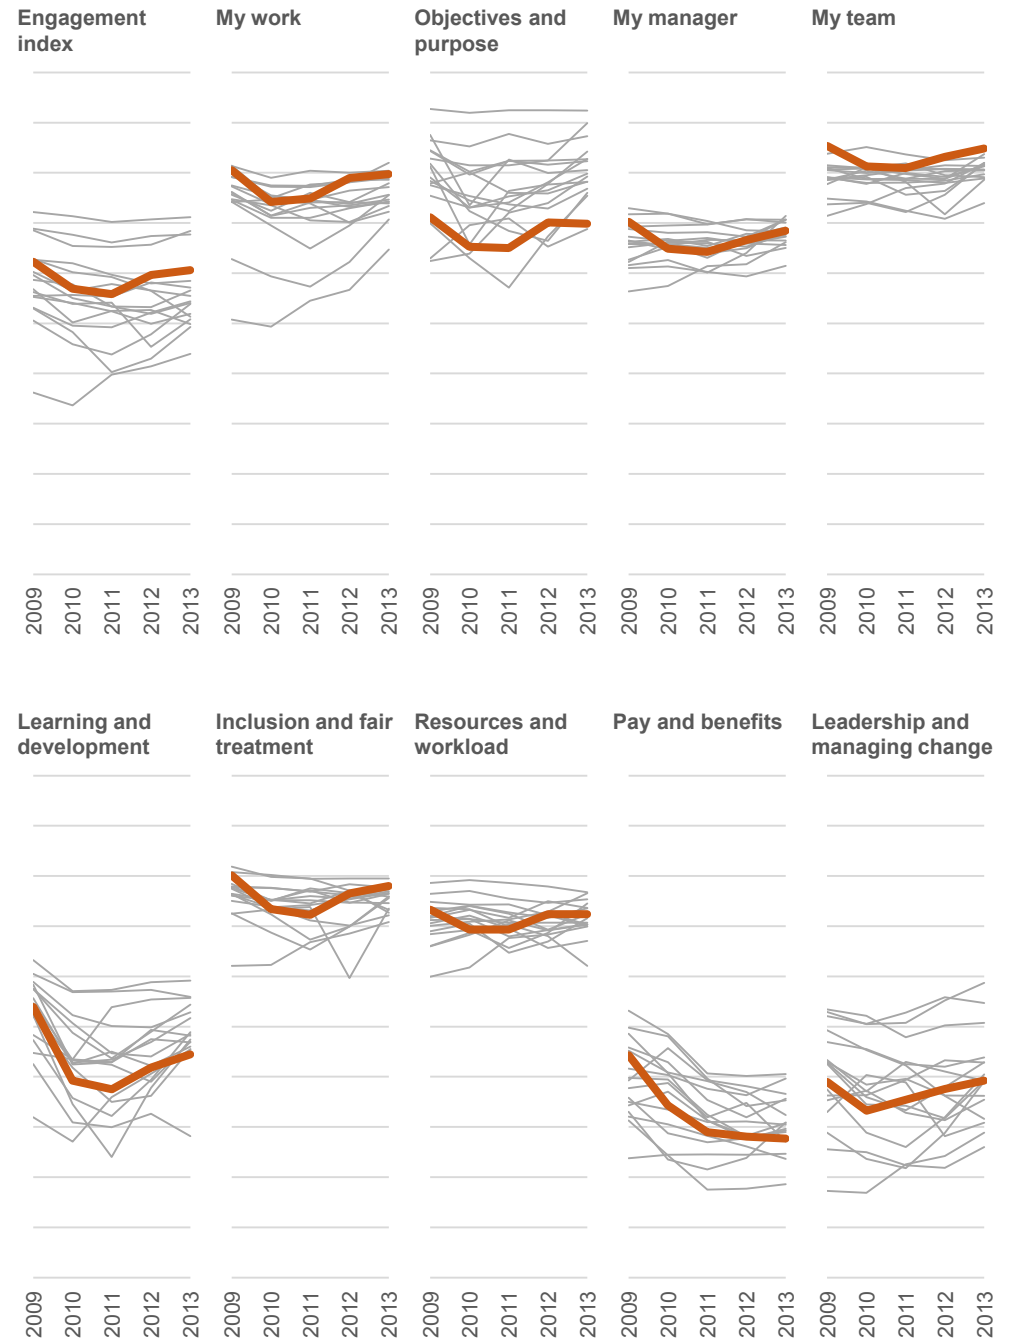 Engagement
index
My work
Objectives and
purpose
My manager
My team
2009 2010 2011 2012 2013
2009 2010 2011 2012 2013
2009 2010 2011 2012 2013
2009 2010 2011 2012 2013
2009 2010 2011 2012 2013
Learning and
development
Inclusion and fair
treatment
Resources and
workload
Pay and benefits
Leadership and
managing change
2009 2010 2011 2012 2013
2009 2010 2011 2012 2013
2009 2010 2011 2012 2013
2009 2010 2011 2012 2013
2009 2010 2011 2012 2013